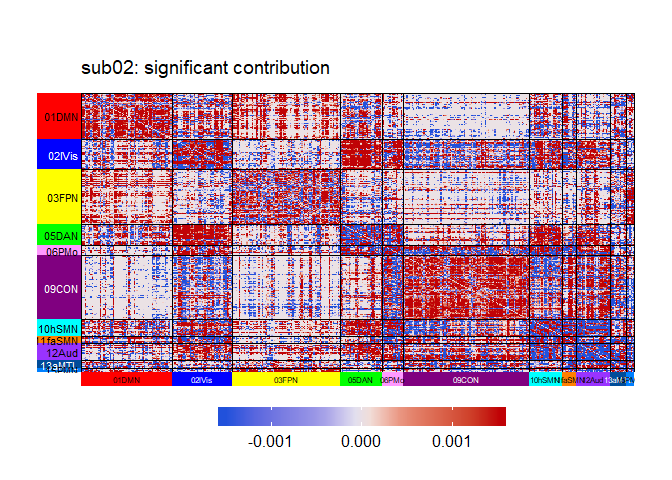 sub02: significant contribution
01DMN
02lVis
03FPN
05DAN
06PMo
09CON
10hSMN
1faSMN
12Aud
13aMTL
01DMN
02lVis
03FPN
05DAN
06PMo
09CON
10hSMN
12Aud
-0.001 0.000 0.001